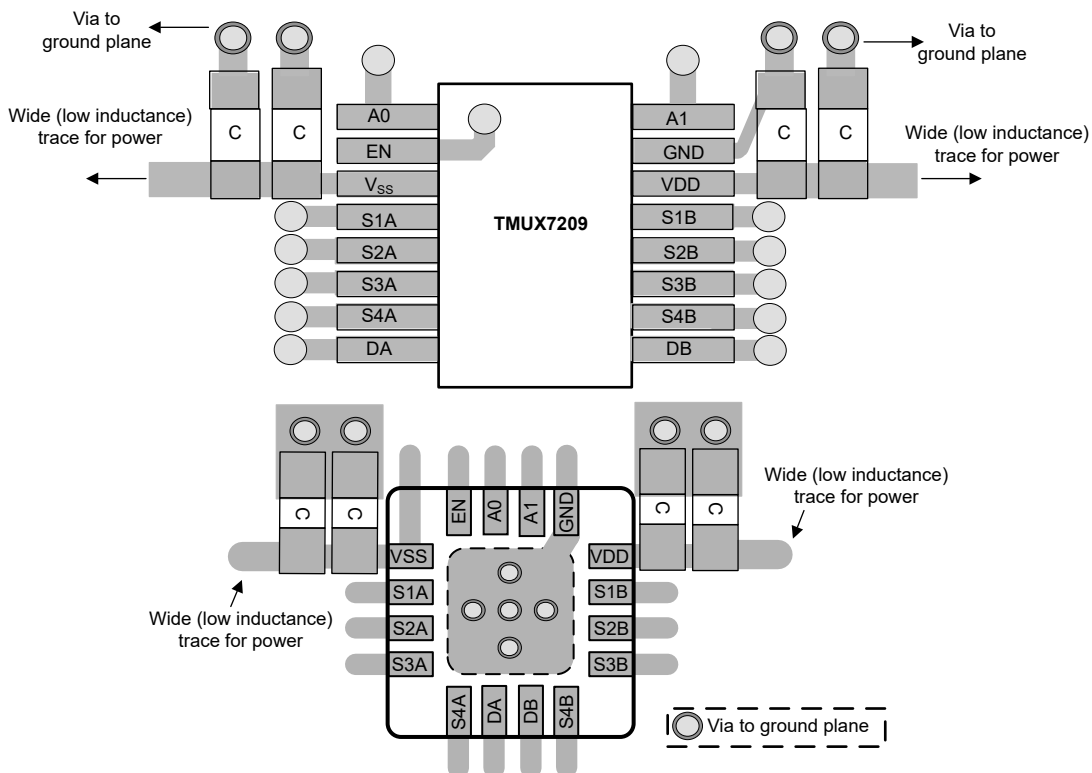 Via to
ground plane
Via to
ground plane
Wide (low inductance)
trace for power
C
C
A0
EN
VSS
S1A
S2A
S3A
S4A
DA
TMUX7209
A1
GND
VDD
S1B
S2B
S3B
S4B
DB
C
C
Wide (low inductance)
trace for power
C
C
EN
A0
A1
GND
C
C
Wide (low inductance)
trace for power
VSS
S1A
S2A
S3A
VDD
S1B
S2B
S3B
Wide (low inductance)
trace for power
S4A
DA
DB
S4B
Via to ground plane